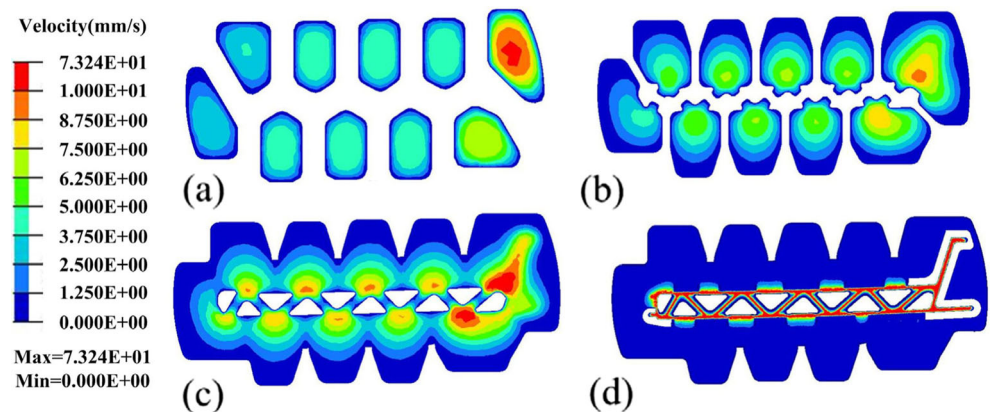 Velocity(mm/s)
7.324E+01
1.000E+01
8.750E+00
7.500E+00
6.250E+00
5.000E+00
3.750E+00
2.500E+00
1.250E+00
0.000E+00
Max=7.324E+01
Min=0.000E+00
(a)
(b)
(c)
(d)